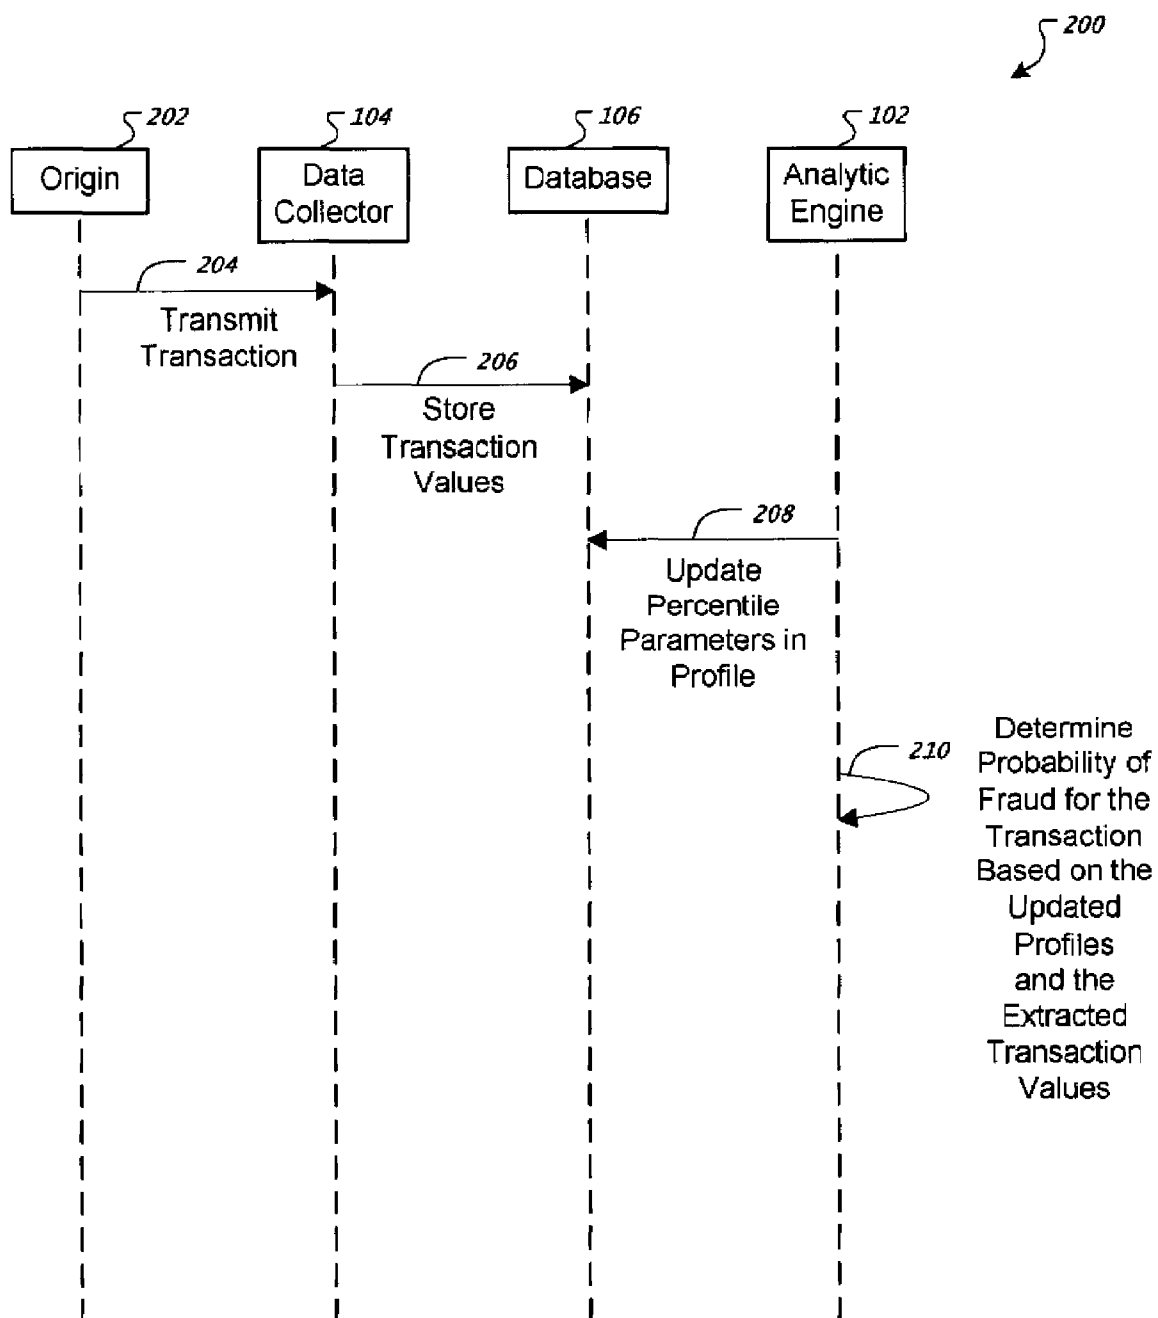 200
202
104
106
102
Origin
Data
Collector
Database
Analytic
Engine
204
Transmit
Transaction
206
Store
Transaction
Values
208
Update
Percentile
Parameters in
Profile
210
Determine
Probability of
Fraud for the
Transaction
Based on the
Updated
Profiles
and the
Extracted
Transaction
Values